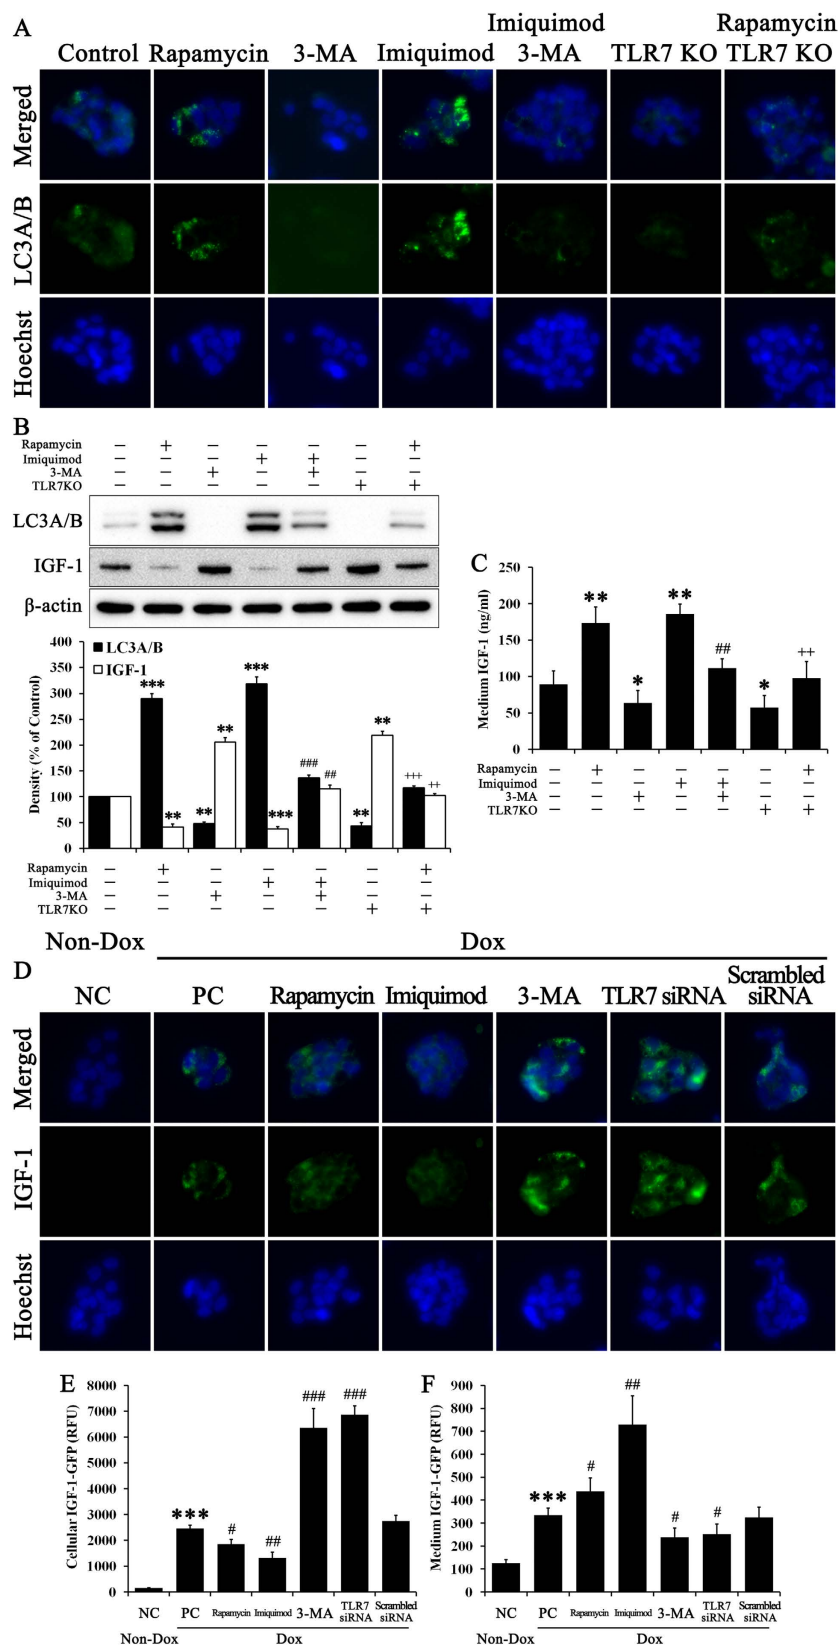 A
Control
Rapamycin
3-MA
Imiquimod
Imiquimod
3-MA
TLR7 KO
Rapamycin
TLR7 KO
Merged
LC3A/B
Hoechst
B
Rapamycin − + − − − − +
Imiquimod − − − + + − −
3-MA − − + − + − −
TLR7KO − − − − − + +
LC3A/B
IGF-1
β-actin
Density (% of Control)
400
350
300
250
200
150
100
50
0
LC3A/B
IGF-1
*** ** ** ** *** *** ### ## ** ** +++ ++
Rapamycin − + − − − − +
Imiquimod − − − + + − −
3-MA − − + − + − −
TLR7KO − − − − − + +
C
Medium IGF-1 (ng/ml)
250
200
150
100
50
0
** * ** ## * ++
Rapamycin − + − − − − +
Imiquimod − − − + + − −
3-MA − − + − + − −
TLR7KO − − − − − + +
Non-Dox
Dox
D
NC
PC
Rapamycin
Imiquimod
3-MA
TLR7 siRNA
Scrambled
siRNA
Merged
IGF-1
Hoechst
E
Cellular IGF-1-GFP (RFU)
8000
7000
6000
5000
4000
3000
2000
1000
0
*** # ## ### ###
NC PC Rapamycin Imiquimod 3-MA TLR7 siRNA Scrambled siRNA
Non-Dox Dox
F
Medium IGF-1-GFP (RFU)
900
800
700
600
500
400
300
200
100
0
*** # ## # #
NC PC Rapamycin Imiquimod 3-MA TLR7 siRNA Scrambled siRNA
Non-Dox Dox